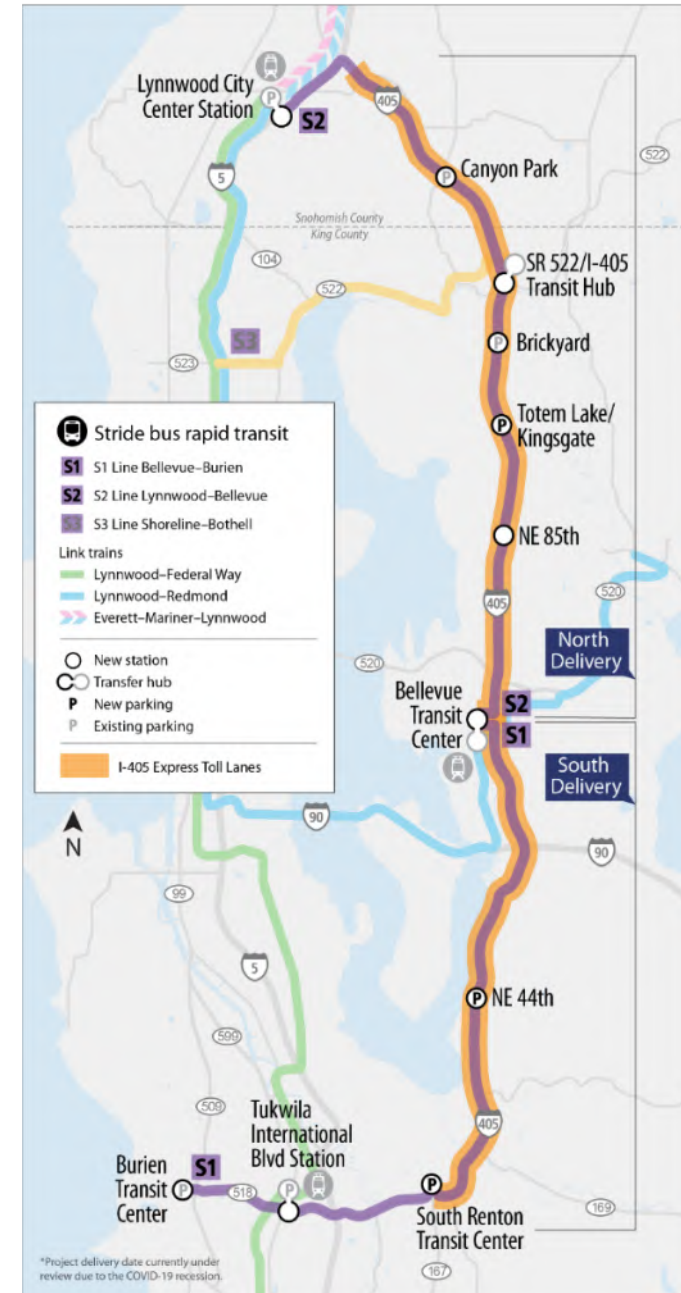 Lynnwood City
Center Station
P
S2
405
5
Canyon Park
P
522
Snohomish County
King County
104
SR 522/I-405
Transit Hub
522
P
Brickyard
S3
523
Totem Lake/
P
Kingsgate
Stride bus rapid transit
S1 S1 Line Bellevue–Burien
S2 S2 Line Lynnwood–Bellevue
S3 S3 Line Shoreline–Bothell
Link trains
Lynnwood–Federal Way
Lynnwood–Redmond
Everett–Mariner–Lynnwood
New station
Transfer hub
P New parking
P Existing parking
I-405 Express Toll Lanes
NE 85th
405
520
520
North
Delivery
Bellevue
Transit
Center
S2
S1
South
Delivery
N
90
90
99
5
P NE 44th
599
509
405
Tukwila
International
Blvd Station
P
Burien
Transit
Center
P
S1
518
P
South Renton
Transit Center
169
167
*Project delivery date currently under
review due to the COVID-19 recession.